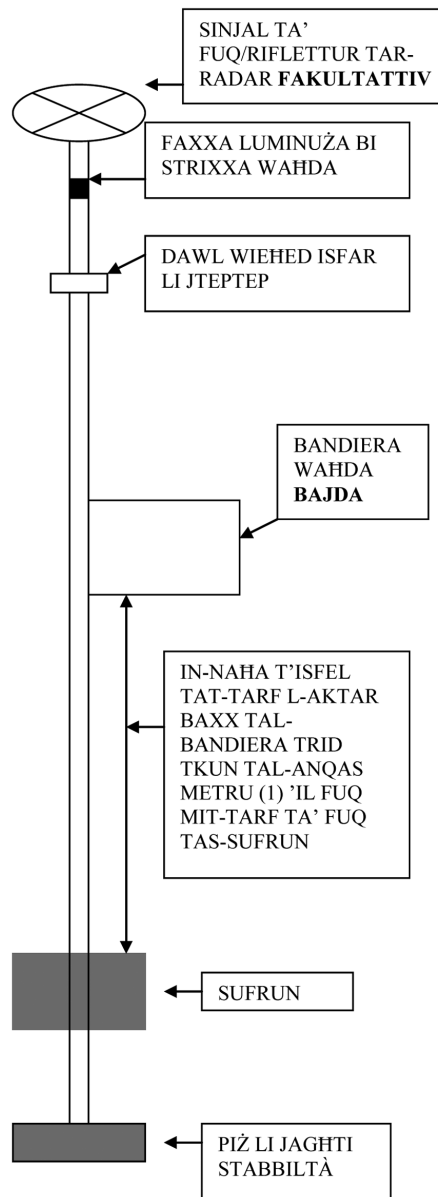 SINJAL TA'
FUQ/RIFLETTUR TAR-
RADAR FAKULTATTIV
FAXXA LUMINUŻA BI
STRIXXA WAĦDA
DAWL WIEĦED ISFAR
LI JTEPTEP
BANDIERA
WAĦDA
BAJDA
IN-NAĦA T'ISFEL
TAT-TARF L-AKTAR
BAXX TAL-
BANDIERA TRID
TKUN TAL-ANQAS
METRU (1) 'IL FUQ
MIT-TARF TA' FUQ
TAS-SUFRUN
SUFRUN
PIŻ LI JAGĦTI
STABBILTÀ